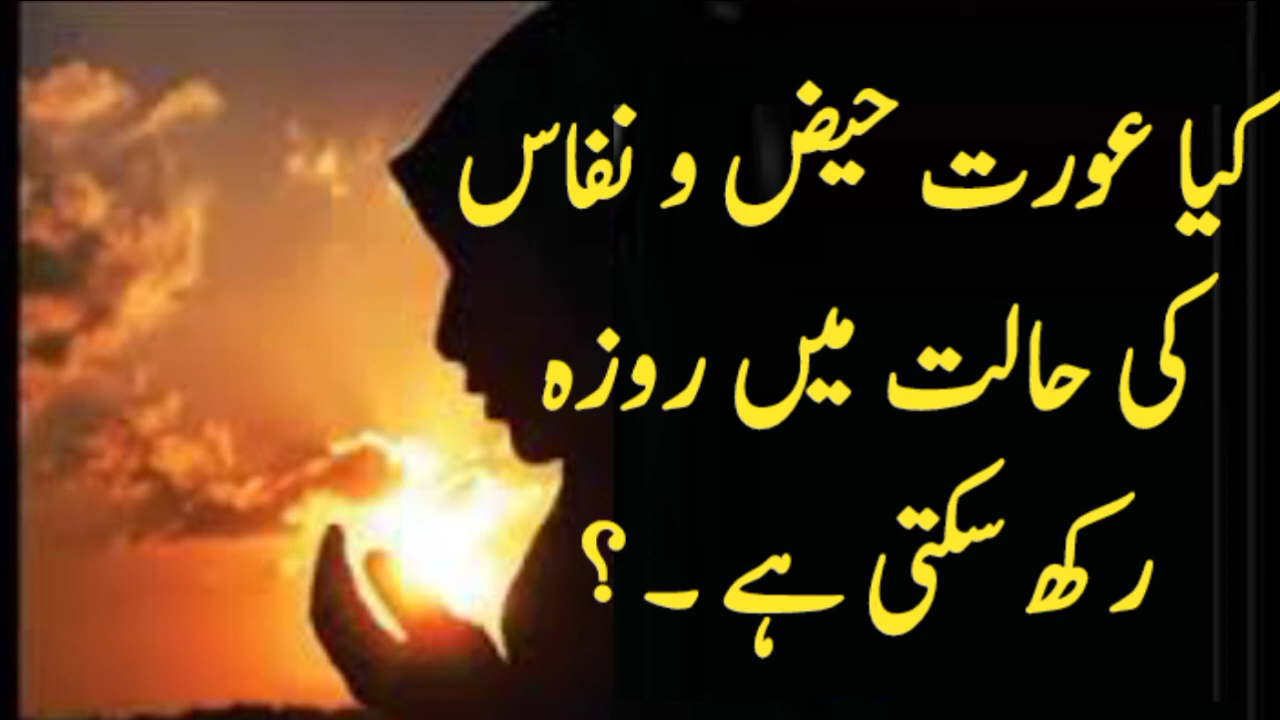 کیا عورت حیض و نفاس
کی حالت میں روزہ
رکھ سکتی ہے ۔ ؟